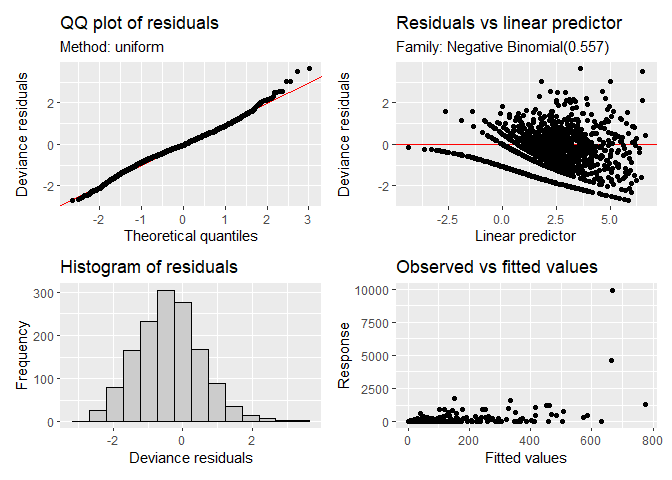 QQ plot of residuals
Method: uniform
Deviance residuals
2
0
-2
-2
-1
0
1
2
3
Theoretical quantiles
Residuals vs linear predictor
Family: Negative Binomial(0.557)
Deviance residuals
2
0
-2
-2.5
0.0
2.5
5.0
Linear predictor
Histogram of residuals
Frequency
300
200
100
0
-2
0
2
Deviance residuals
Observed vs fitted values
Response
10000
7500
5000
2500
0
0
200
400
600
800
Fitted values